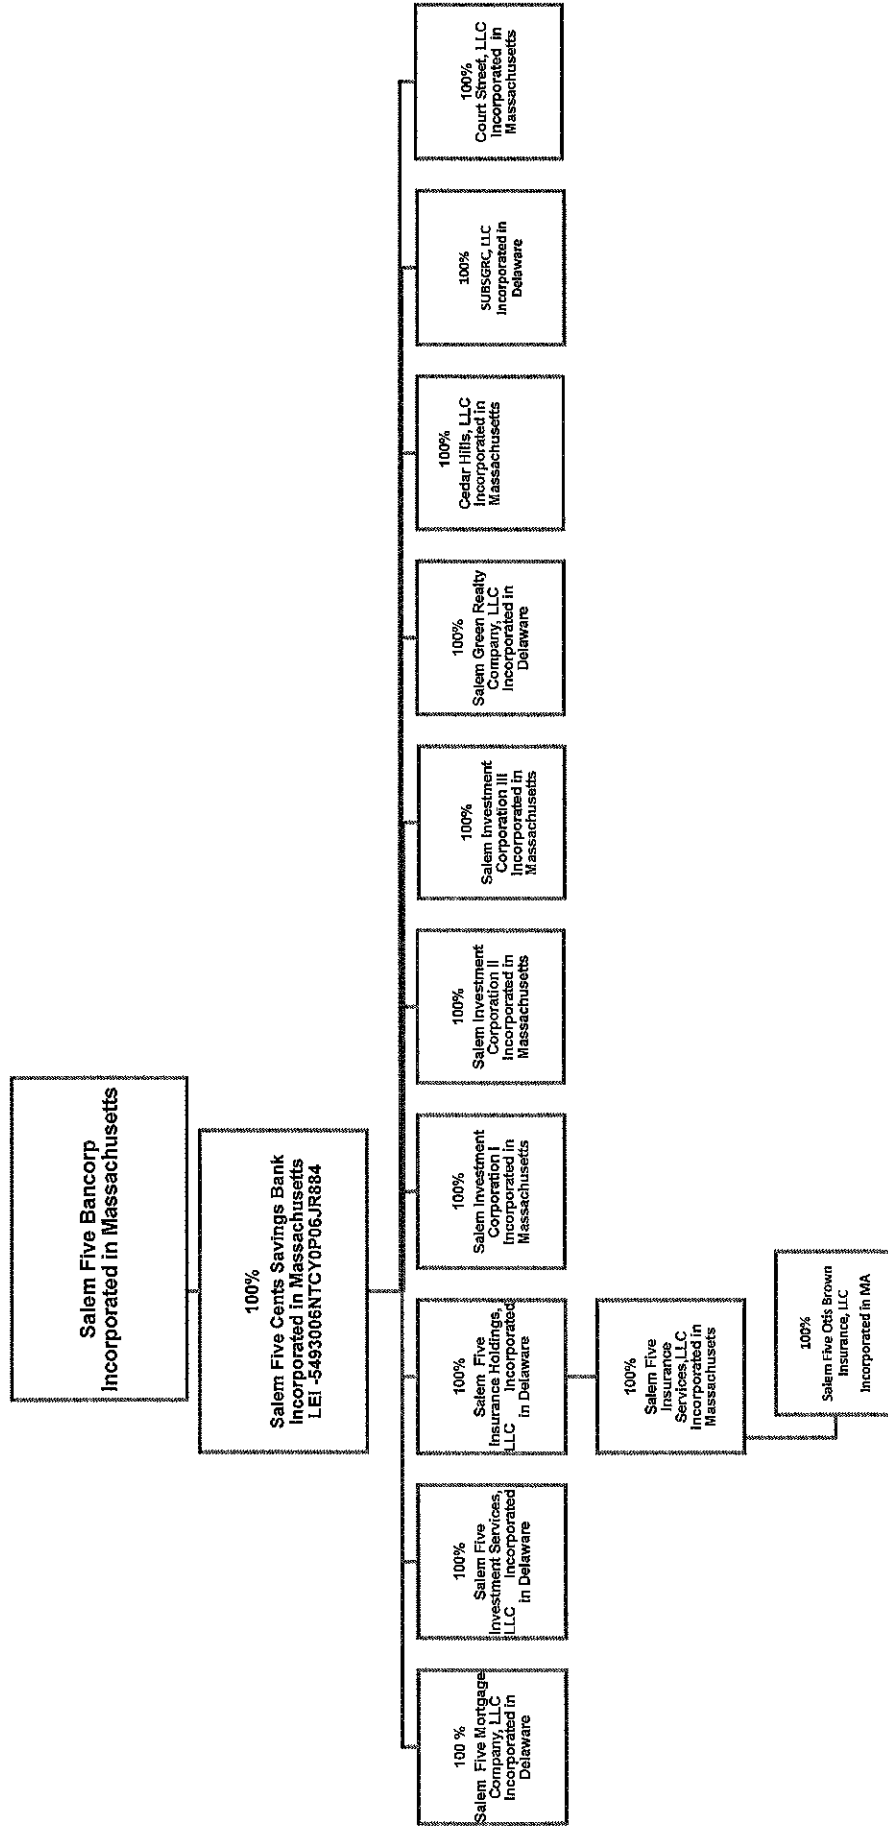 Salem Five Bancorp
Incorporated in Massachusetts
100%
Salem Five Cents Savings Bank
Incorporated in Massachusetts
LEI -5493006NTCY0P06JR884
100 %
Salem Five Mortgage
Company, LLC
Incorporated in
Delaware
100%
Salem Five
Investment Services,
LLC Incorporated
in Delaware
100%
Salem Five
Insurance Holdings,
LLC Incorporated
in Delaware
100%
Salem Investment
Corporation I
Incorporated in
Massachusetts
100%
Salem Investment
Corporation II
Incorporated in
Massachusetts
100%
Salem Investment
Corporation III
Incorporated in
Massachusetts
100%
Salem Green Realty
Company, LLC
Incorporated in
Delaware
100%
Cedar Hills, LLC
Incorporated in
Massachusetts
100%
SUBSGRC, LLC
Incorporated in
Delaware
100%
Court Street, LLC
Incorporated in
Massachusetts
100%
Salem Five
Insurance
Services,LLC
Incorporated in
Massachusets
100%
Salem Five Otis Brown
Insurance, LLC
Incorporated in MA